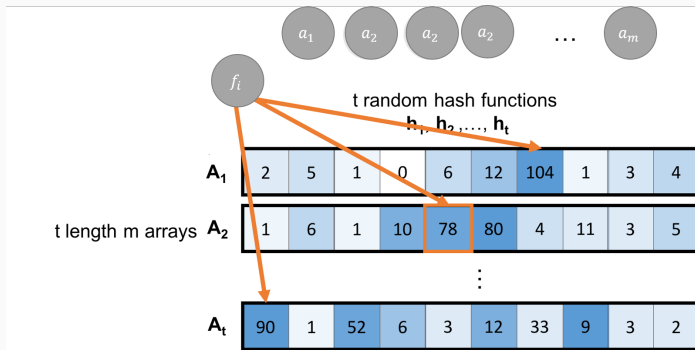 a₁ a₂ a₂ a₂ … aₘ
fᵢ
t random hash functions
h₁, h₂ ,…, hₜ
A₁ 2 5 1 0 6 12 104 1 3 4
t length m arrays A₂ 1 6 1 10 78 80 4 11 3 5
⋮
Aₜ 90 1 52 6 3 12 33 9 3 2